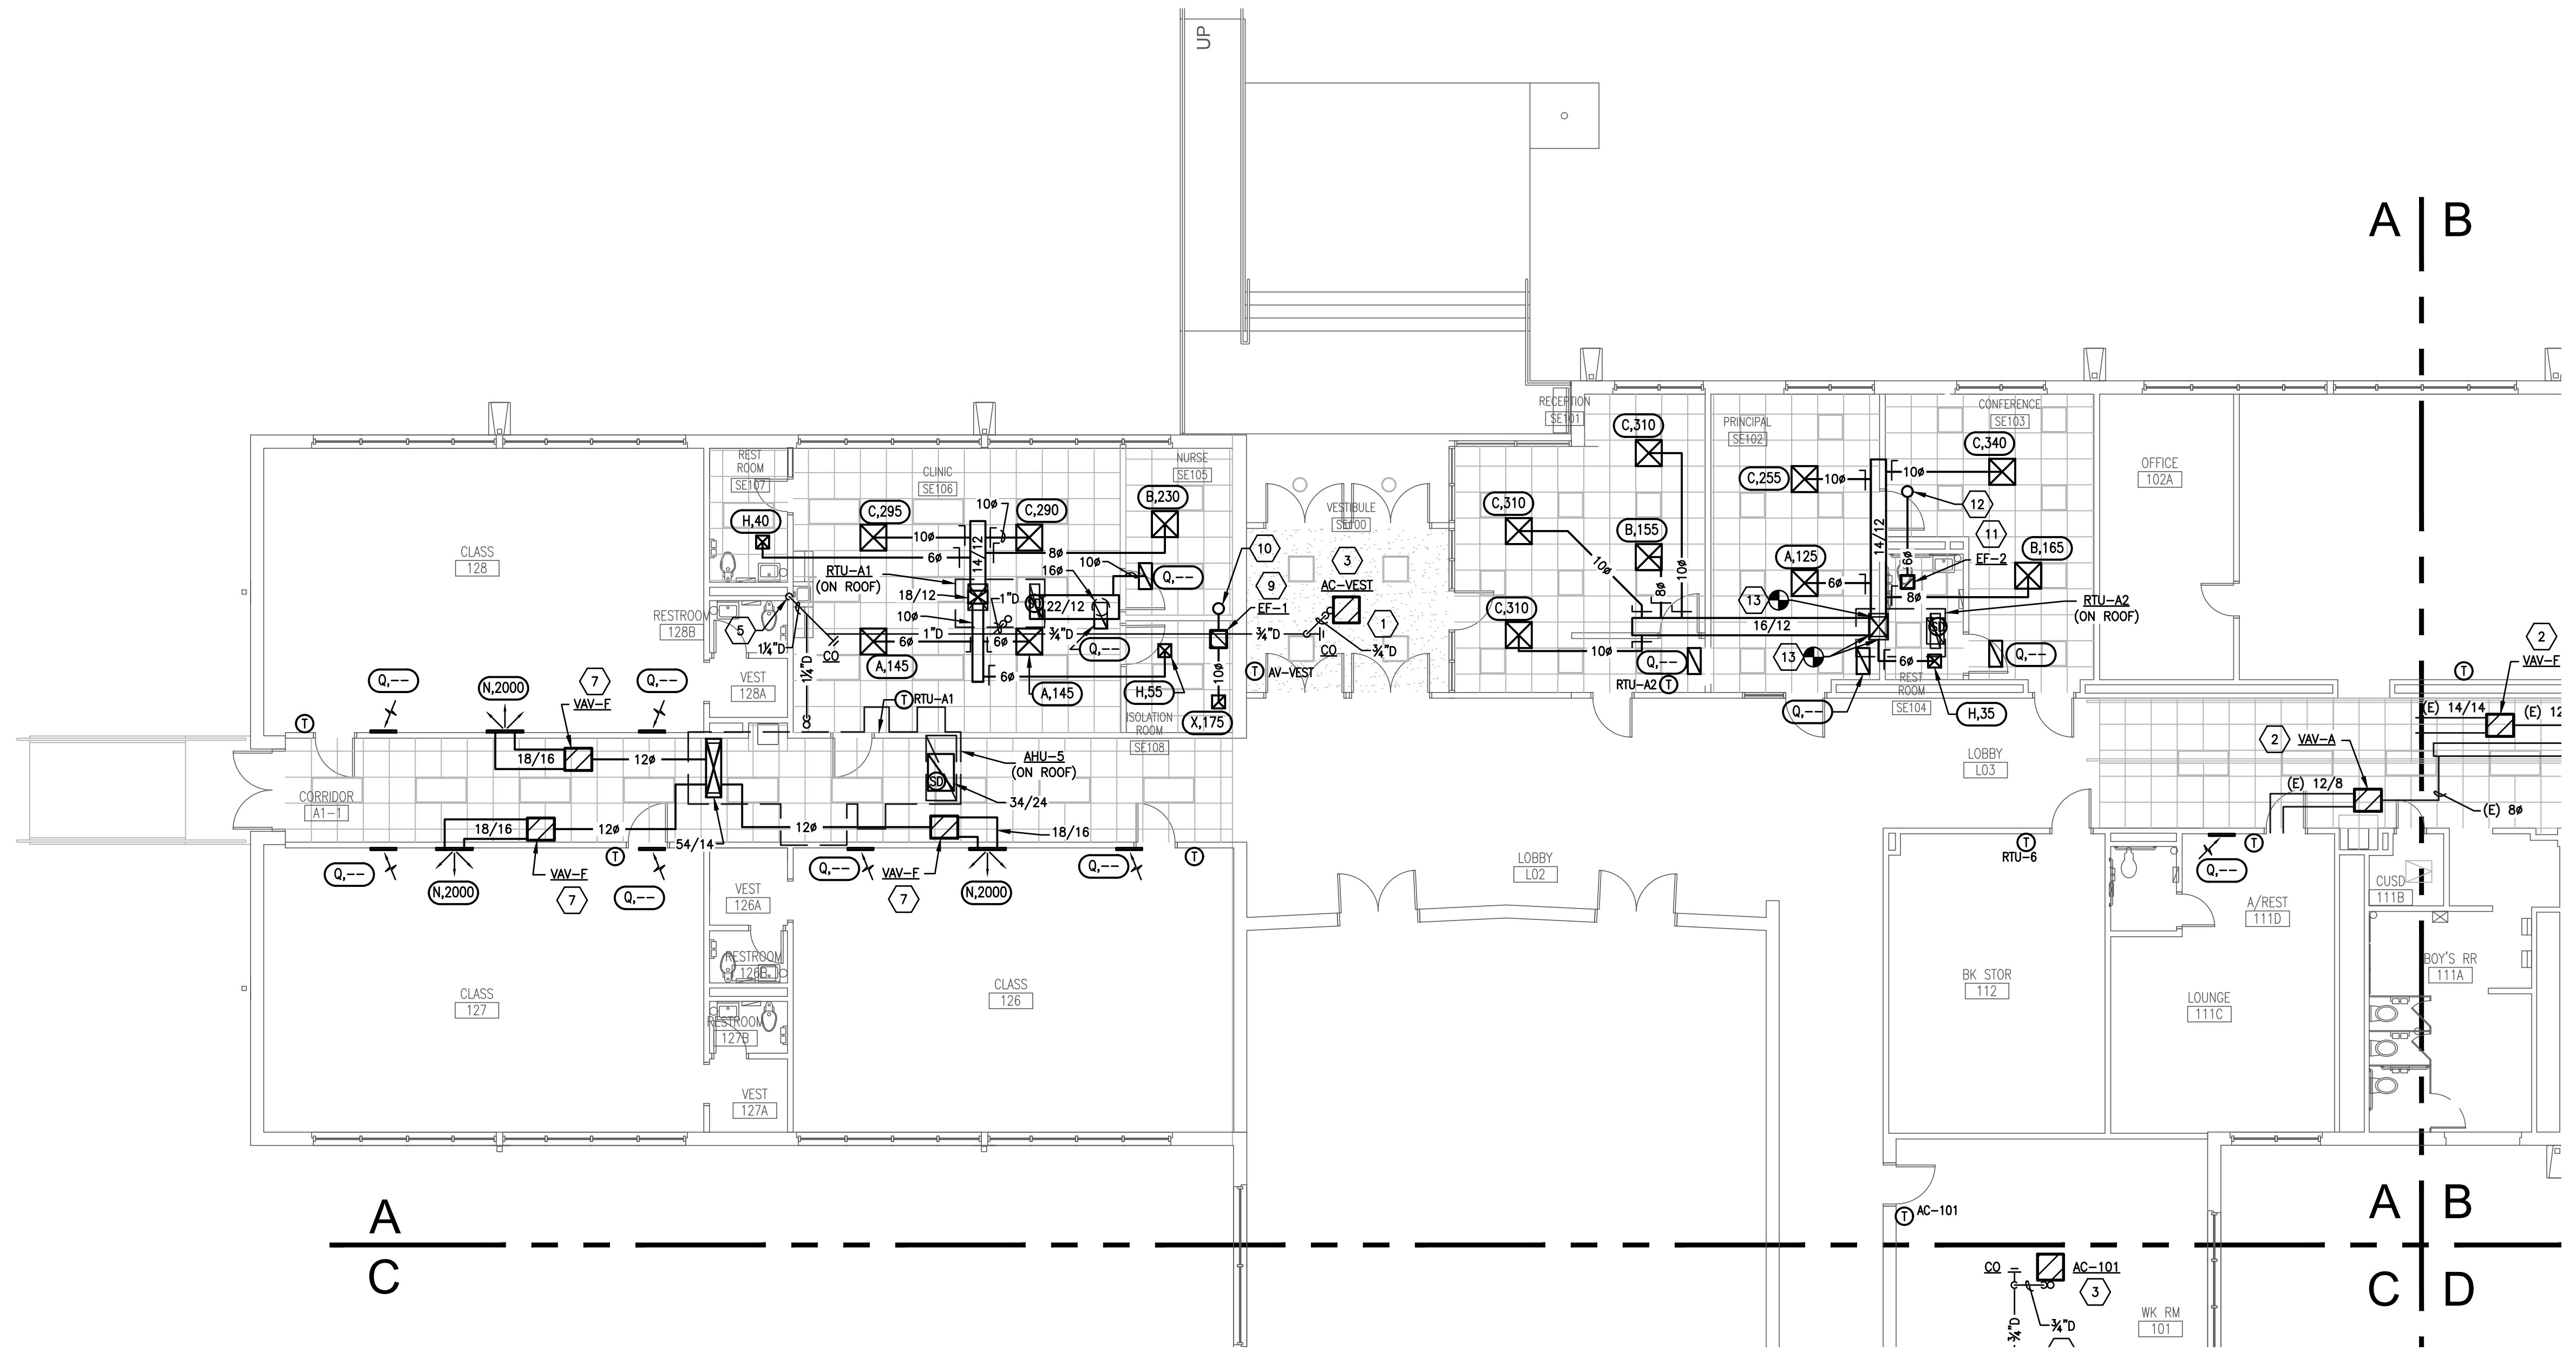 UP
A B
RECEPTION
SE101
C,310
PRINCIPAL
SE102
CONFERENCE
SE103
C,340
OFFICE
102A
REST
ROOM
SE107
CLINIC
SE106
NURSE
SE105
B,230
C,255
10ø
10ø
H,40
C,295
10ø
C,290
VESTIBULE
SE100
C,310
B,155
12
11
CLASS
128
10ø
6ø
14/12
8ø
10
3
10ø
A,125
14/12
6ø
EF-2
B,165
RTU-A1
(ON ROOF)
16ø
10ø
Q,--
9
AC-VEST
8ø
10ø
6ø
8ø
18/12
1"D
SD
22/12
EF-1
C,310
13
RTU-A2
(ON ROOF)
RESTROOM
128B
5
10ø
1
16/12
SD
6ø
1"D
6ø
¾"D
¾"D
2
1¼"D
CO
A,145
Q,--
CO
¾"D
10ø
Q,--
13
6ø
Q,--
VAV-F
Q,--
N,2000
7
Q,--
VEST
128A
1¼"D
6ø
A,145
H,55
10ø
T AV-VEST
RTU-A2 T
REST
ROOM
SE104
T
VAV-F
T
T RTU-A1
ISOLATION
ROOM
SE108
X,175
Q,--
H,35
(E) 14/14
(E) 12
18/16
12ø
AHU-5
(ON ROOF)
LOBBY
L03
2
VAV-A
CORRIDOR
A1-1
SD
34/24
(E) 12/8
(E) 8ø
18/16
12ø
12ø
18/16
54/14
T
T
LOBBY
L02
T
RTU-6
T
Q,--
N,2000
VAV-F
7
Q,--
Q,--
VAV-F
7
N,2000
Q,--
Q,--
VEST
126A
CUSD
111B
A/REST
111D
RESTROOM
126B
BK STOR
112
BOY'S RR
111A
CLASS
127
CLASS
126
LOUNGE
111C
RESTROOM
127B
VEST
127A
A
A B
T AC-101
C
C D
CO
AC-101
3
WK RM
101
¾"D
¾"D